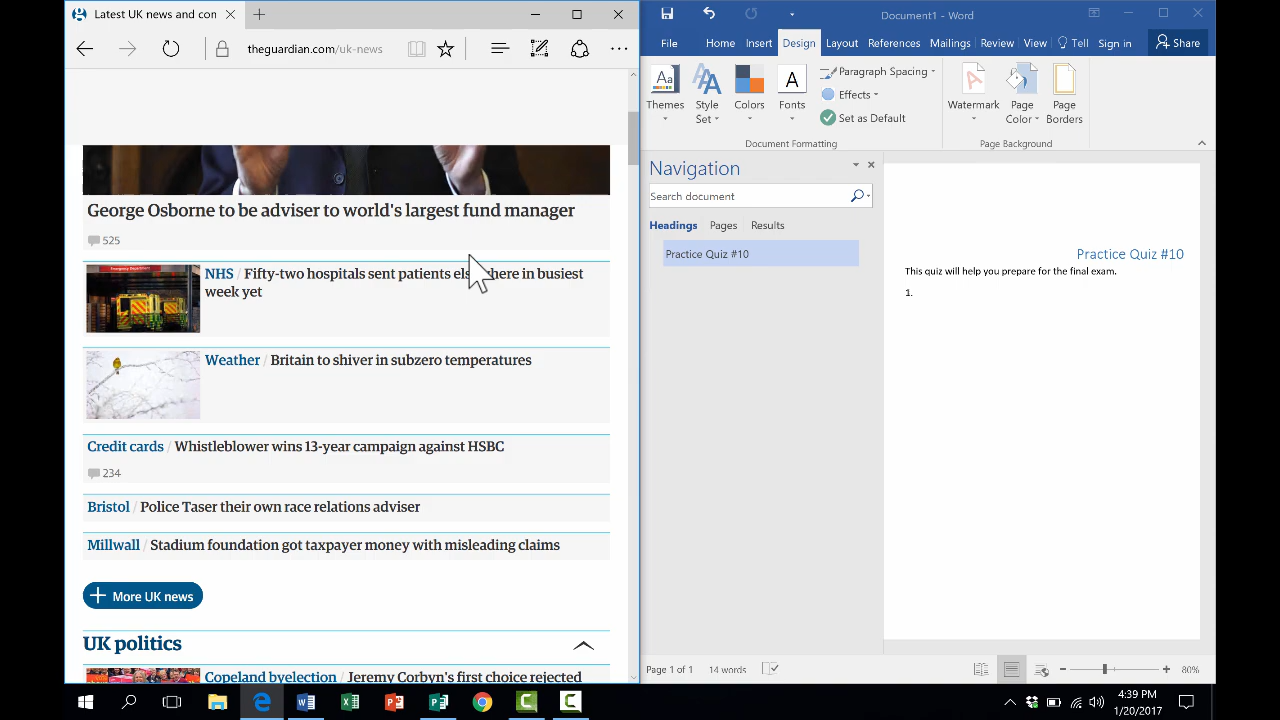 Latest UK news and con
theguardian.com/uk-news
George Osborne to be adviser to world's largest fund manager
525
Emergency Department
NHS / Fifty-two hospitals sent patients els here in busiest
week yet
Weather / Britain to shiver in subzero temperatures
Credit cards / Whistleblower wins 13-year campaign against HSBC
234
Bristol / Police Taser their own race relations adviser
Millwall / Stadium foundation got taxpayer money with misleading claims
More UK news
UK politics
Copeland byelection / Jeremy Corbyn's first choice rejected
Document1 - Word
File Home Insert Design Layout References Mailings Review View Tell Sign in Share
Aa
A
Themes
Style
Set
Colors
Fonts
Paragraph Spacing
Effects
Set as Default
Watermark
Page
Color
Page
Borders
Document Formatting
Page Background
Navigation
Search document
Headings Pages Results
Practice Quiz #10
Practice Quiz #10
This quiz will help you prepare for the final exam.
1.
Page 1 of 1 14 words
80%
4:39 PM
1/20/2017